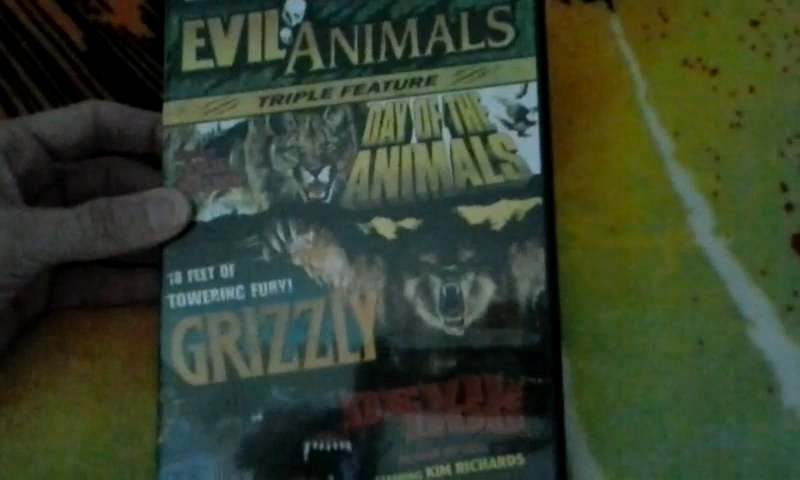 EVIL ANIMALS
TRIPLE FEATURE
DAY OF THE
ANIMALS
18 FEET OF
TOWERING FURY!
GRIZZLY
KIM RICHARDS